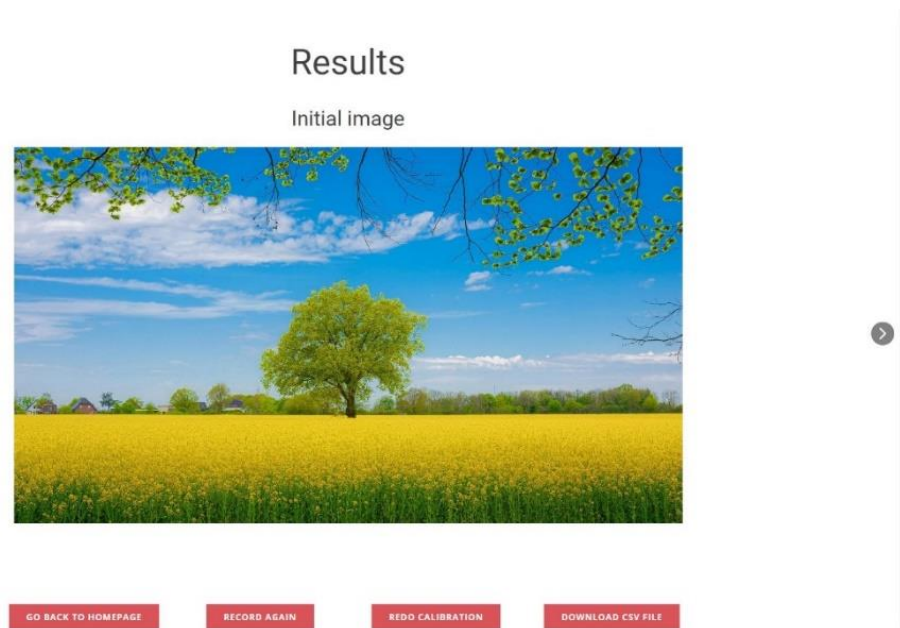 Results
Initial image
GO BACK TO HOMEPAGE
RECORD AGAIN
REDO CALIBRATION
DOWNLOAD CSV FILE